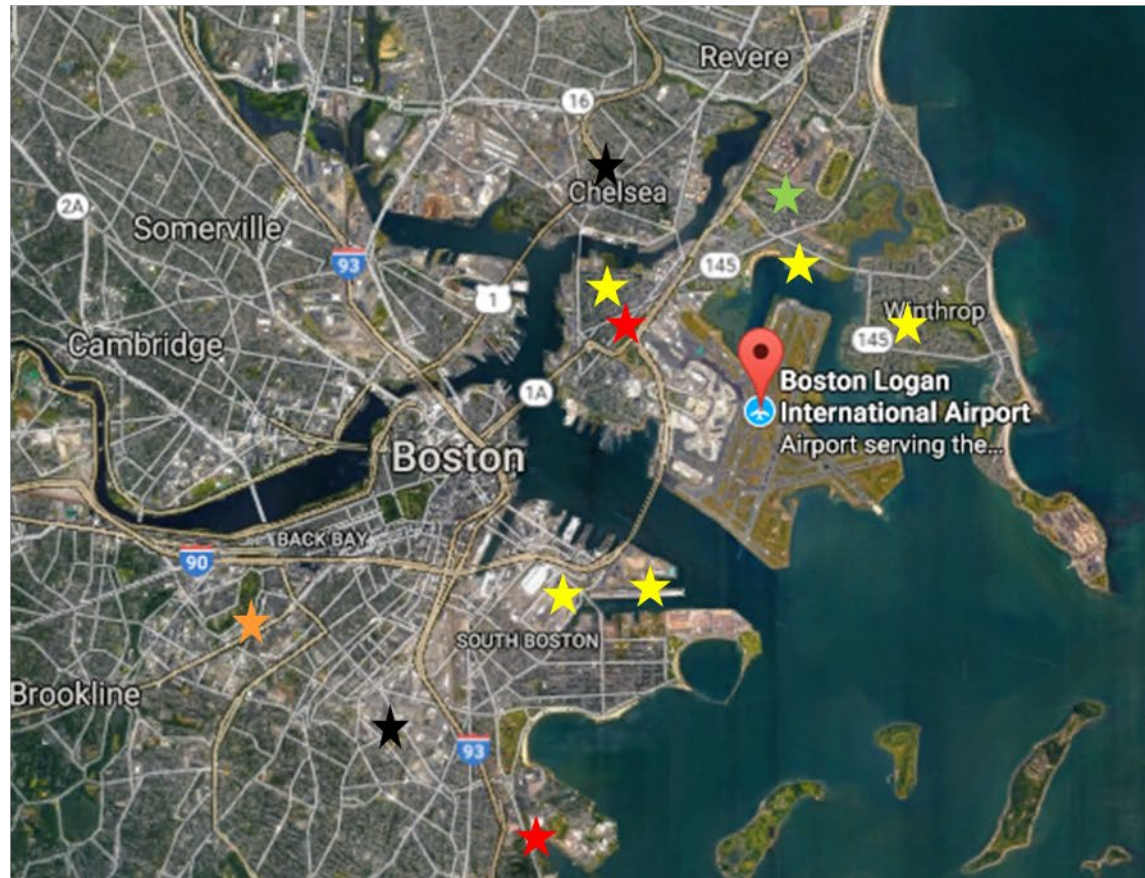 Revere
16
Chelsea
2A
Somerville
93
145
1
Winthrop
145
Cambridge
1A
Boston Logan
International Airport
Airport serving the...
Boston
BACK BAY
90
SOUTH BOSTON
Brookline
93